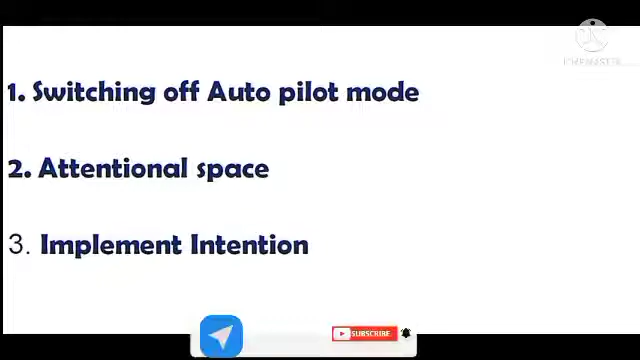 1. Switching off Auto pilot mode
2. Attentional space
3. Implement Intention
SUBSCRIBE